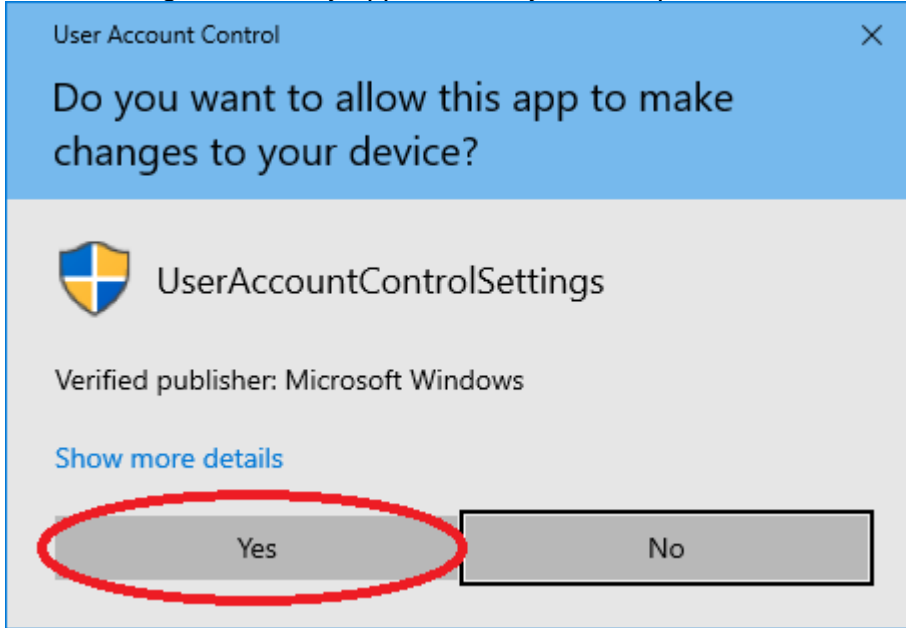 User Account Control
Do you want to allow this app to make
changes to your device?
UserAccountControlSettings
Verified publisher: Microsoft Windows
Show more details
Yes
No